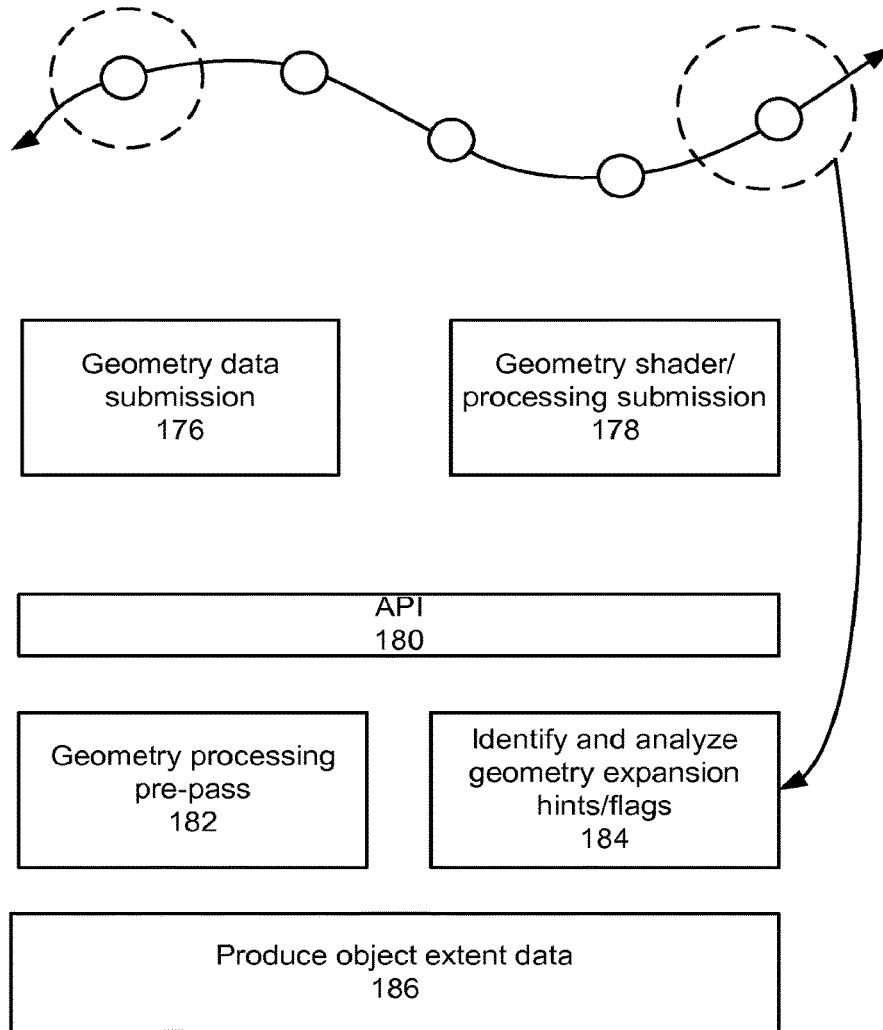 Geometry data
submission
176
Geometry shader/
processing submission
178
API
180
Geometry processing
pre-pass
182
Identify and analyze
geometry expansion
hints/flags
184
Produce object extent data
186